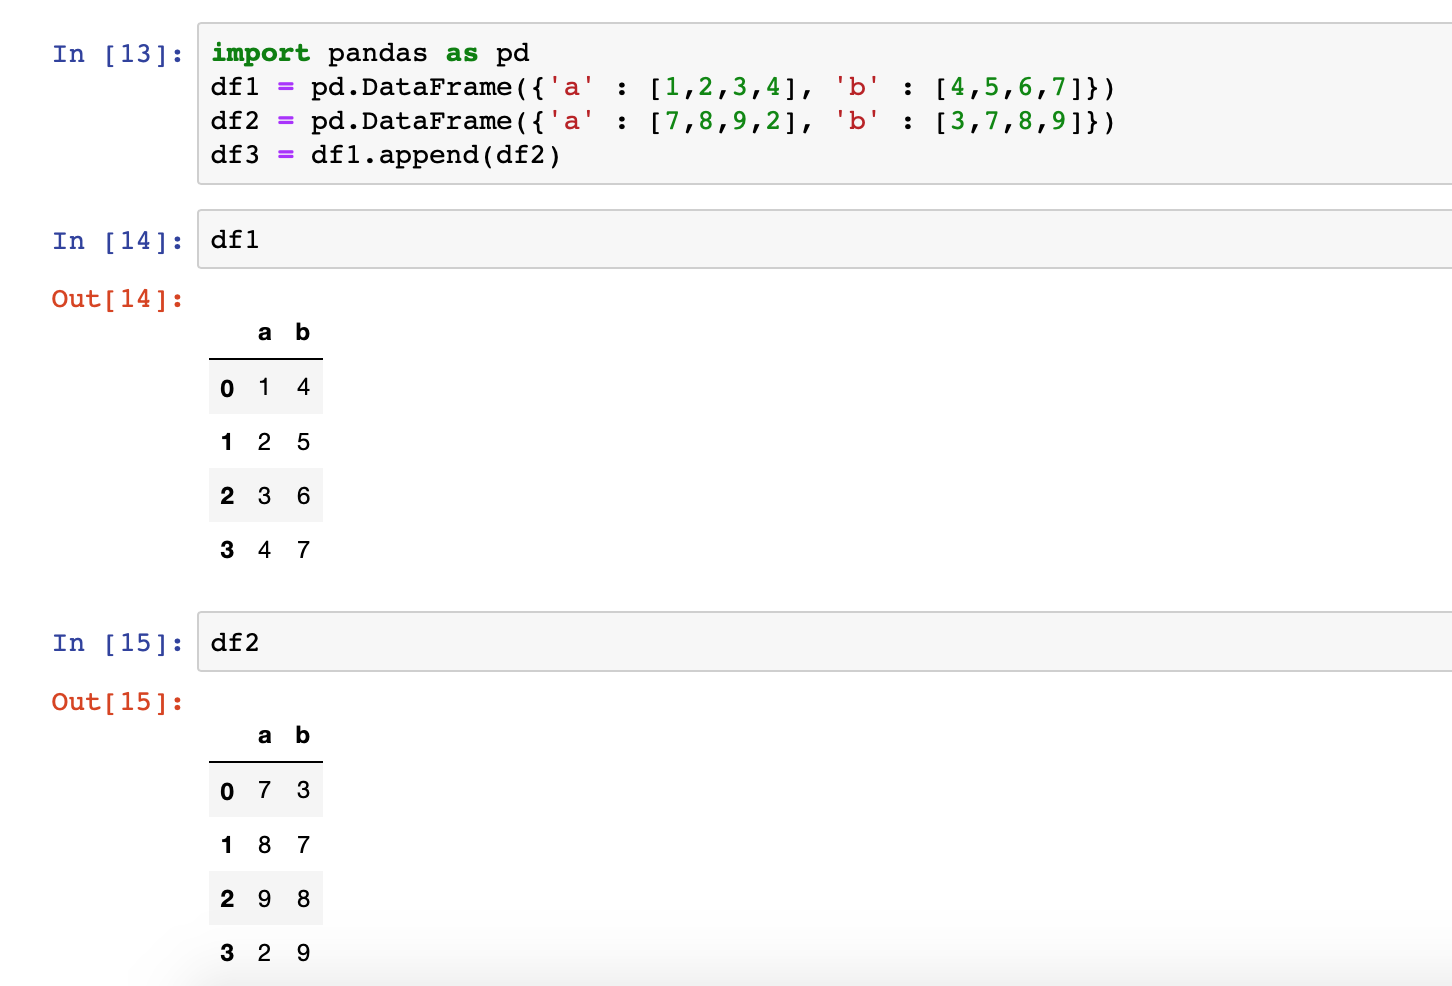 In [13]: import pandas as pd
df1 = pd.DataFrame({'a' : [1,2,3,4], 'b' : [4,5,6,7]})
df2 = pd.DataFrame({'a' : [7,8,9,2], 'b' : [3,7,8,9]})
df3 = df1.append(df2)
In [14]: df1
Out[14]:
a b
0 1 4
1 2 5
2 3 6
3 4 7
In [15]: df2
Out[15]:
a b
0 7 3
1 8 7
2 9 8
3 2 9